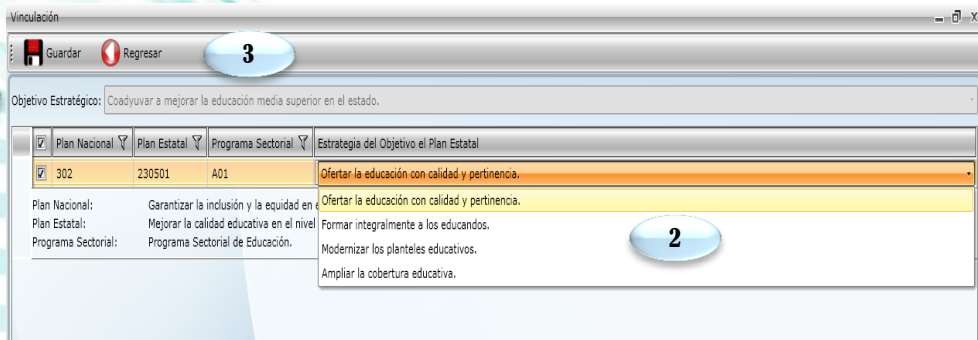 Vinculación
Guardar Regresar 3
Objetivo Estratégico: Coadyuvar a mejorar la educación media superior en el estado.
Plan Nacional Plan Estatal Programa Sectorial Estrategia del Objetivo el Plan Estatal
302 230501 A01 Ofertar la educación con calidad y pertinencia.
Plan Nacional: Garantizar la inclusión y la equidad en
Plan Estatal: Mejorar la calidad educativa en el nivel
Programa Sectorial: Programa Sectorial de Educación.
Ofertar la educación con calidad y pertinencia.
Formar integralmente a los educandos.
Modernizar los planteles educativos.
Ampliar la cobertura educativa.
2